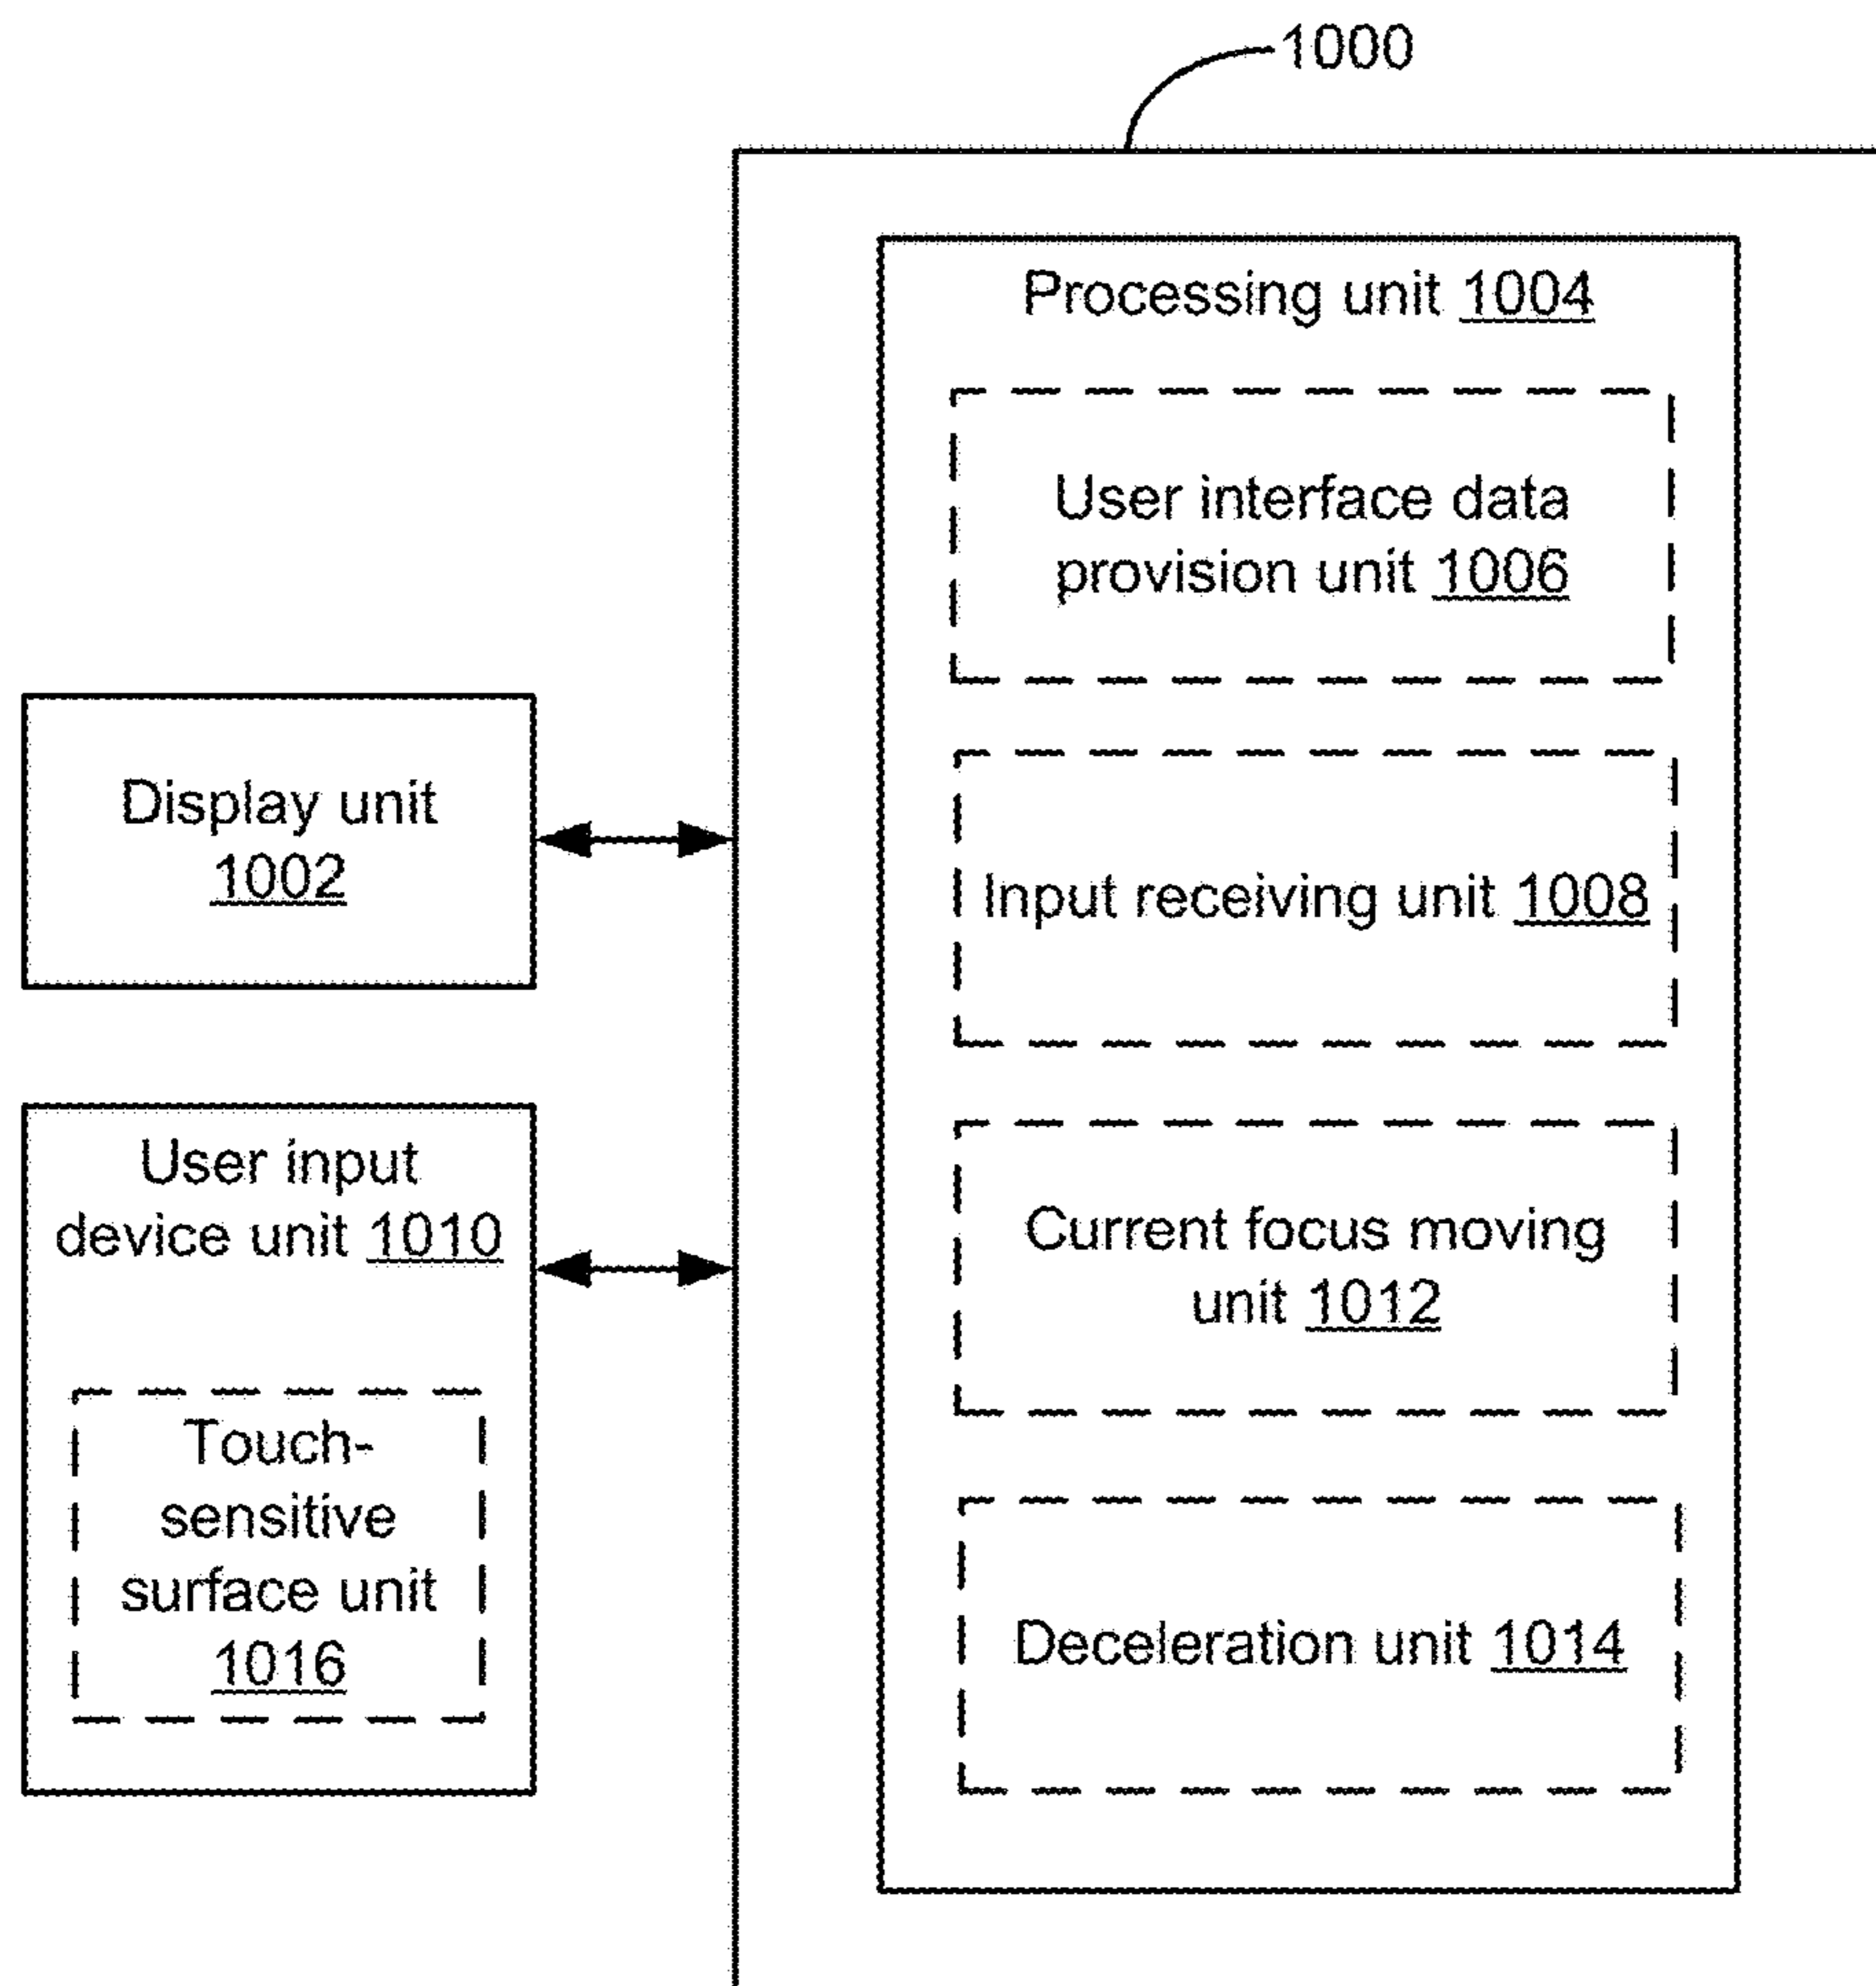 1000
Processing unit 1004
User interface data
provision unit 1006
Input receiving unit 1008
Current focus moving
unit 1012
Deceleration unit 1014
Display unit
1002
User input
device unit 1010
Touch-
sensitive
surface unit
1016